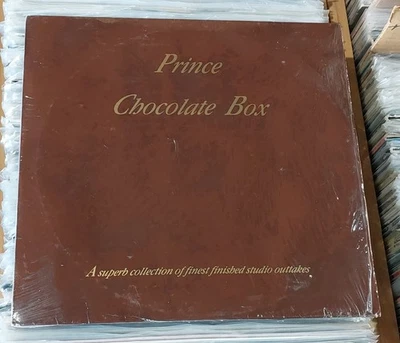 Prince
Chocolate Box
A superb collection of finest finished studio outtakes